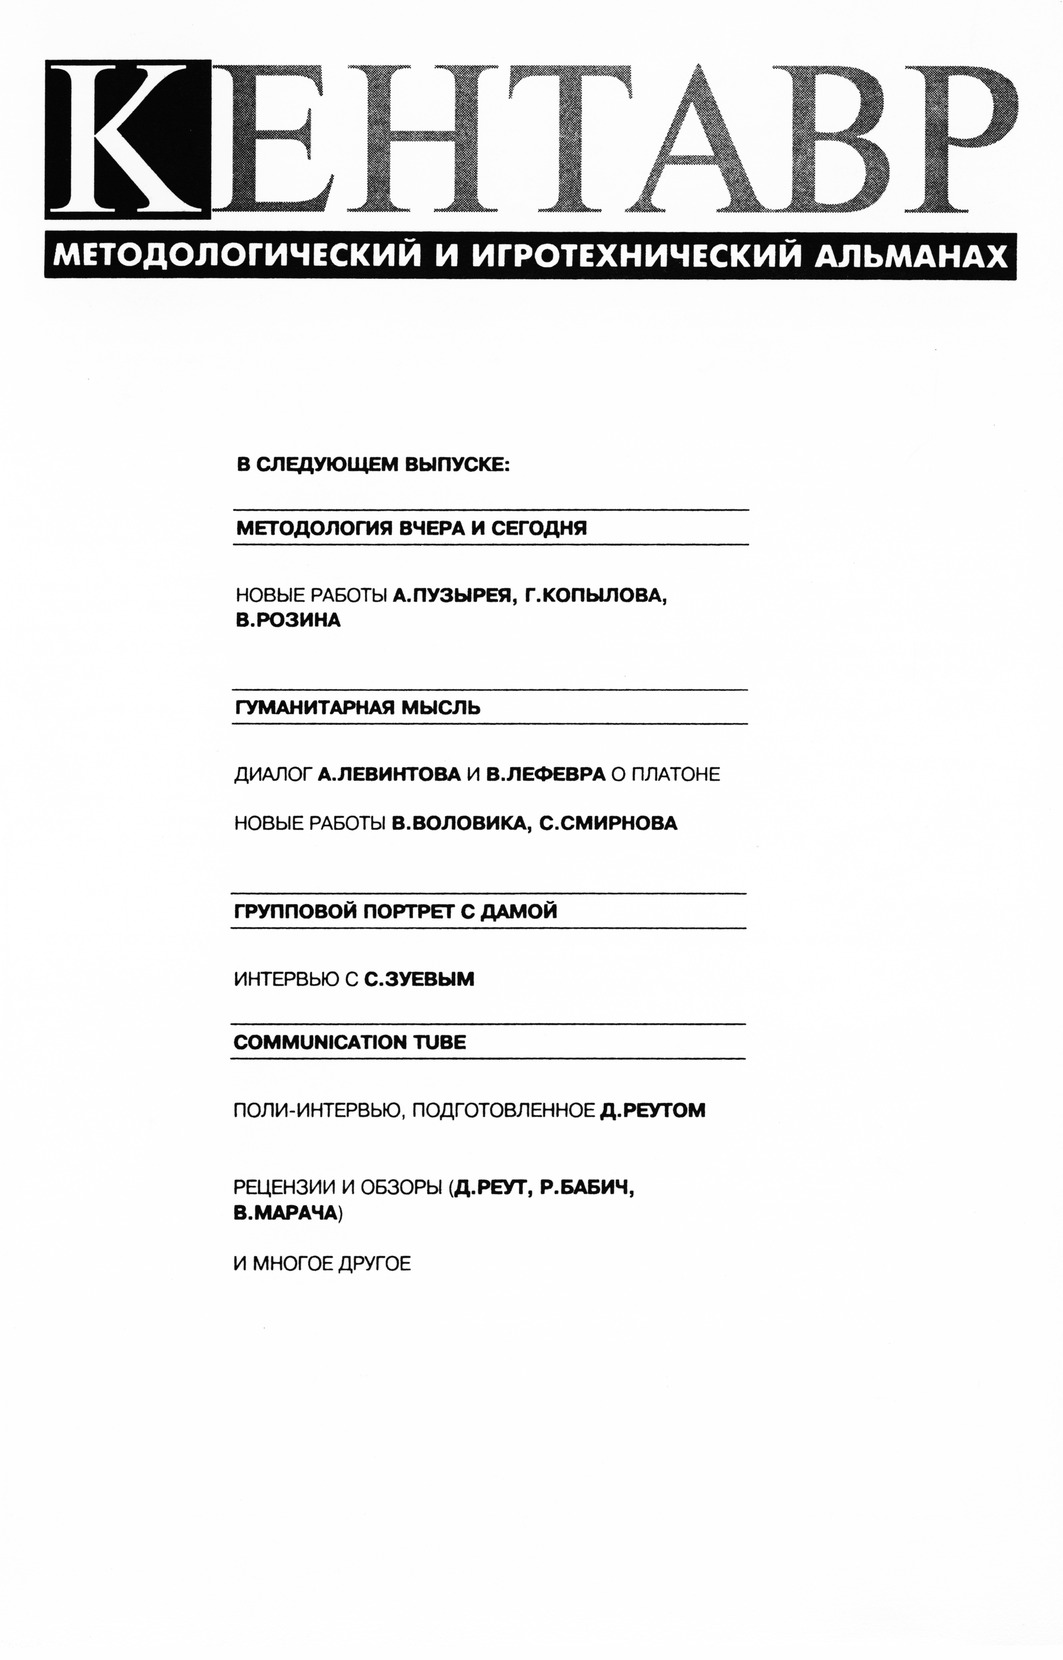 КЕНТАВР
МЕТОДОЛОГИЧЕСКИЙ И ИГРОТЕХНИЧЕСКИЙ АЛЬМАНАХ
В СЛЕДУЮЩЕМ ВЫПУСКЕ:
МЕТОДОЛОГИЯ ВЧЕРА И СЕГОДНЯ
НОВЫЕ РАБОТЫ А.ПУЗЫРЕЯ, Г.КОПЫЛОВА,
В.РОЗИНА
ГУМАНИТАРНАЯ МЫСЛЬ
ДИАЛОГ А.ЛЕВИНТОВА И В.ЛЕФЕВРА О ПЛАТОНЕ
НОВЫЕ РАБОТЫ В.ВОЛОВИКА, С.СМИРНОВА
ГРУППОВОЙ ПОРТРЕТ С ДАМОЙ
ИНТЕРВЬЮ С С.ЗУЕВЫМ
COMMUNICATION TUBE
ПОЛИ-ИНТЕРВЬЮ, ПОДГОТОВЛЕННОЕ Д.РЕУТОМ
РЕЦЕНЗИИ И ОБЗОРЫ (Д.РЕУТ, Р.БАБИЧ,
В.МАРАЧА)
И МНОГОЕ ДРУГОЕ